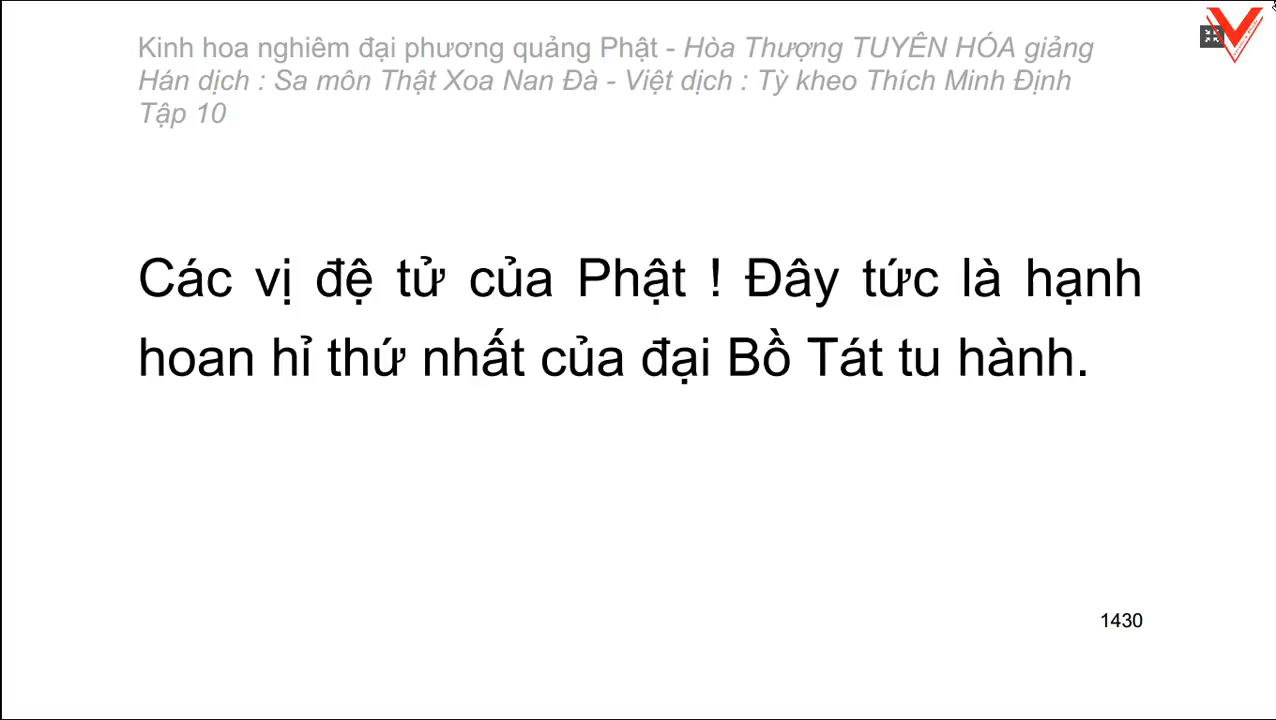 Kinh hoa nghiêm đại phương quảng Phật - Hòa Thượng TUYÊN HÓA giảng
Hán dịch : Sa môn Thật Xoa Nan Đà - Việt dịch : Tỳ kheo Thích Minh Định
Tập 10
Các vị đệ tử của Phật ! Đây tức là hạnh
hoan hỉ thứ nhất của đại Bồ Tát tu hành.
1430